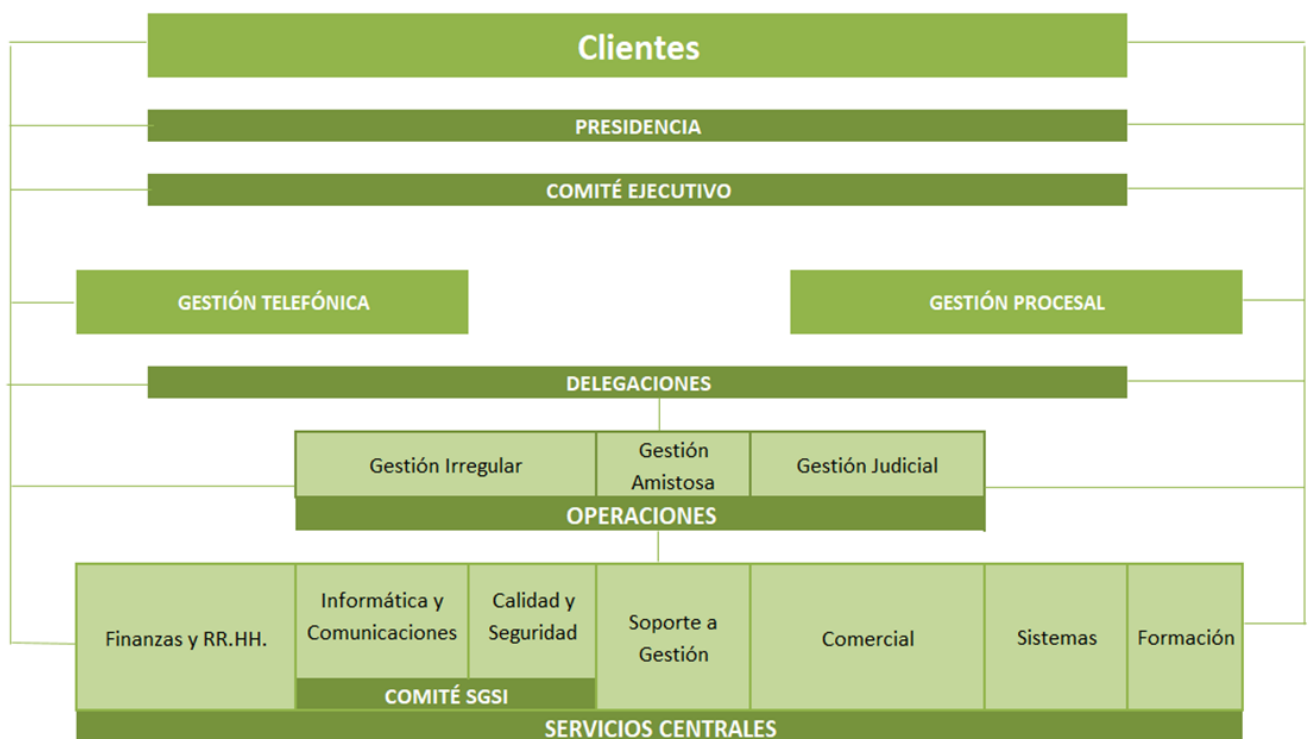 Clientes
PRESIDENCIA
COMITÉ EJECUTIVO
GESTIÓN TELEFÓNICA
GESTIÓN PROCESAL
DELEGACIONES
Gestión Irregular
Gestión
Amistosa
Gestión Judicial
OPERACIONES
Finanzas y RR.HH.
Informática y
Comunicaciones
Calidad y
Seguridad
Soporte a
Gestión
Comercial
Sistemas
Formación
COMITÉ SGSI
SERVICIOS CENTRALES